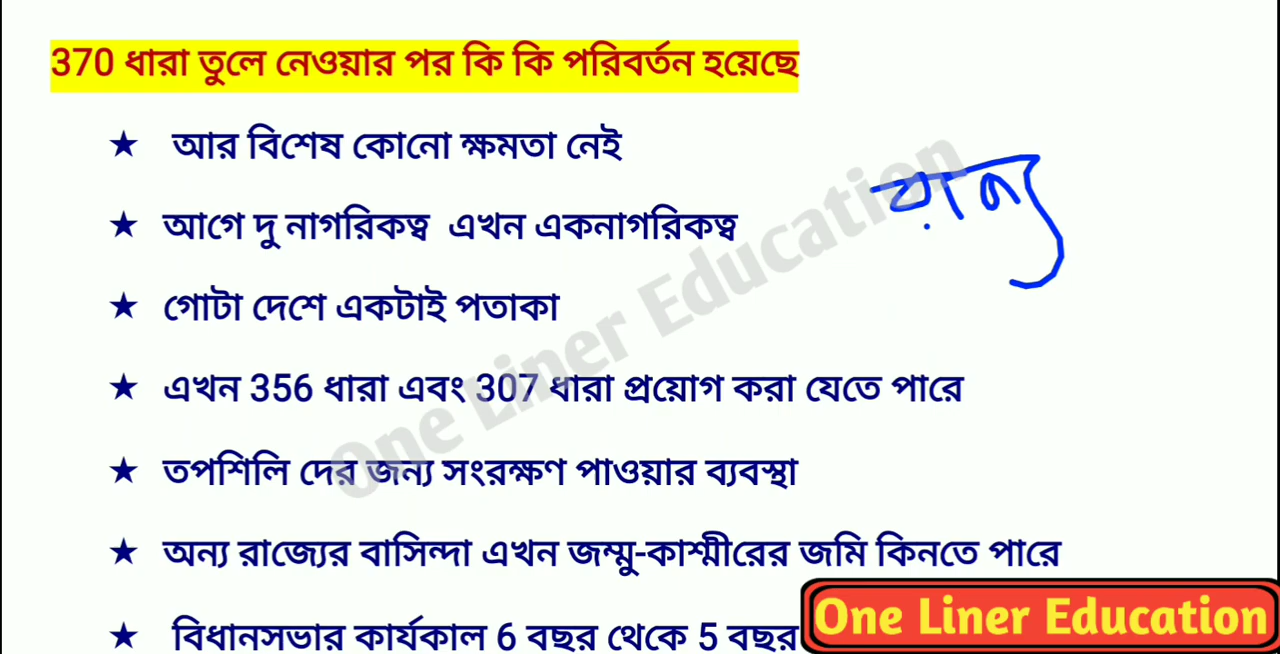 370 ধারা তুলে নেওয়ার পর কি কি পরিবর্তন হয়েছে
★ আর বিশেষ কোনো ক্ষমতা নেই
★ আগে দু নাগরিকত্ব এখন একনাগরিকত্ব
★ গোটা দেশে একটাই পতাকা
★ এখন 356 ধারা এবং 307 ধারা প্রয়োগ করা যেতে পারে
★ তপশিলি দের জন্য সংরক্ষণ পাওয়ার ব্যবস্থা
★ অন্য রাজ্যের বাসিন্দা এখন জম্মু-কাশ্মীরের জমি কিনতে পারে
★ বিধানসভার কার্যকাল 6 বছর থেকে 5 বছর
One Liner Education
One Liner Education